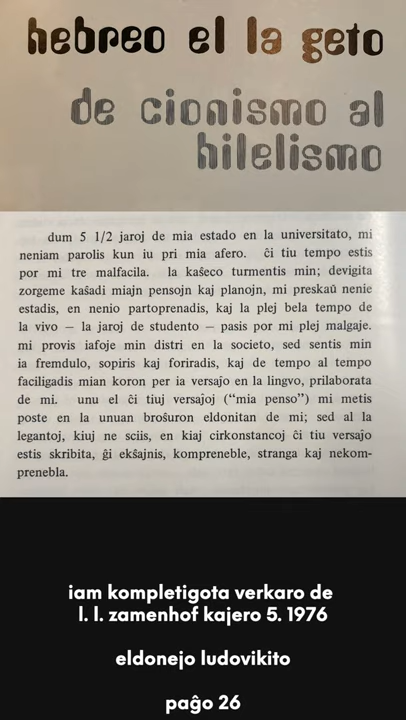 hebreo el la geto
de cionismo al
hilelismo
dum 5 1/2 jaroj de mia estado en la universitato, mi
neniam parolis kun iu pri mia afero. ĉi tiu tempo estis
por mi tre malfacila. la kaŝeco turmentis min; devigita
zorgeme kaŝadi miajn pensojn kaj planojn, mi preskaŭ nenie
estadis, en nenio partoprenadis, kaj la plej bela tempo de
la vivo — la jaroj de studento — pasis por mi plej malgaje.
mi provis iafoje min distri en la societo, sed sentis min
ia fremdulo, sopiris kaj foriradis, kaj de tempo al tempo
faciligadis mian koron per ia versaĵo en la lingvo, prilaborata
de mi. unu el ĉi tiuj versaĵoj (“mia penso”) mi metis
poste en la unuan broŝuron eldonitan de mi; sed al la
legantoj, kiuj ne sciis, en kiaj cirkonstancoj ĉi tiu versaĵo
estis skribita, ĝi ekŝajnis, kompreneble, stranga kaj nekom-
prenebla.
iam kompletigota verkaro de
l. l. zamenhof kajero 5. 1976
eldonejo ludovikito
paĝo 26